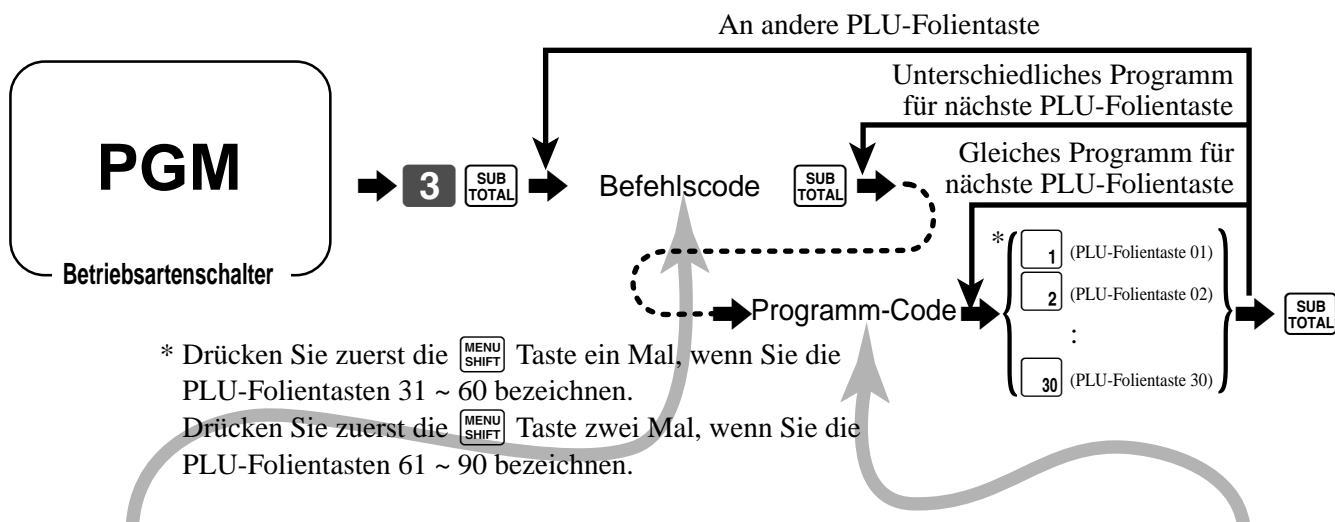 An andere PLU-Folientaste
Unterschiedliches Programm
für nächste PLU-Folientaste
Gleiches Programm für
nächste PLU-Folientaste
PGM
Betriebsartenschalter
3 SUB TOTAL Befehlscode SUB TOTAL
* 1 (PLU-Folientaste 01)
2 (PLU-Folientaste 02)
:
30 (PLU-Folientaste 30)
Programm-Code
SUB TOTAL
* Drücken Sie zuerst die MENU SHIFT Taste ein Mal, wenn Sie die
PLU-Folientasten 31 ~ 60 bezeichnen.
Drücken Sie zuerst die MENU SHIFT Taste zwei Mal, wenn Sie die
PLU-Folientasten 61 ~ 90 bezeichnen.